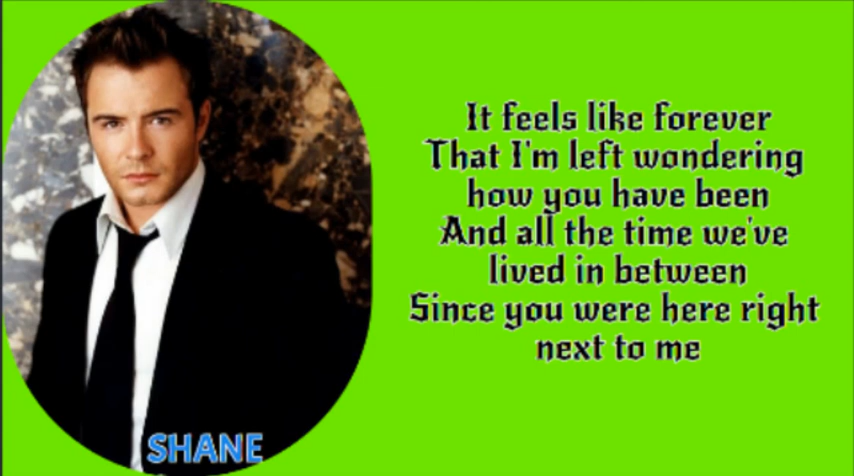 It feels like forever
That I'm left wondering
how you have been
And all the time we've
lived in between
Since you were here right
next to me
SHANE